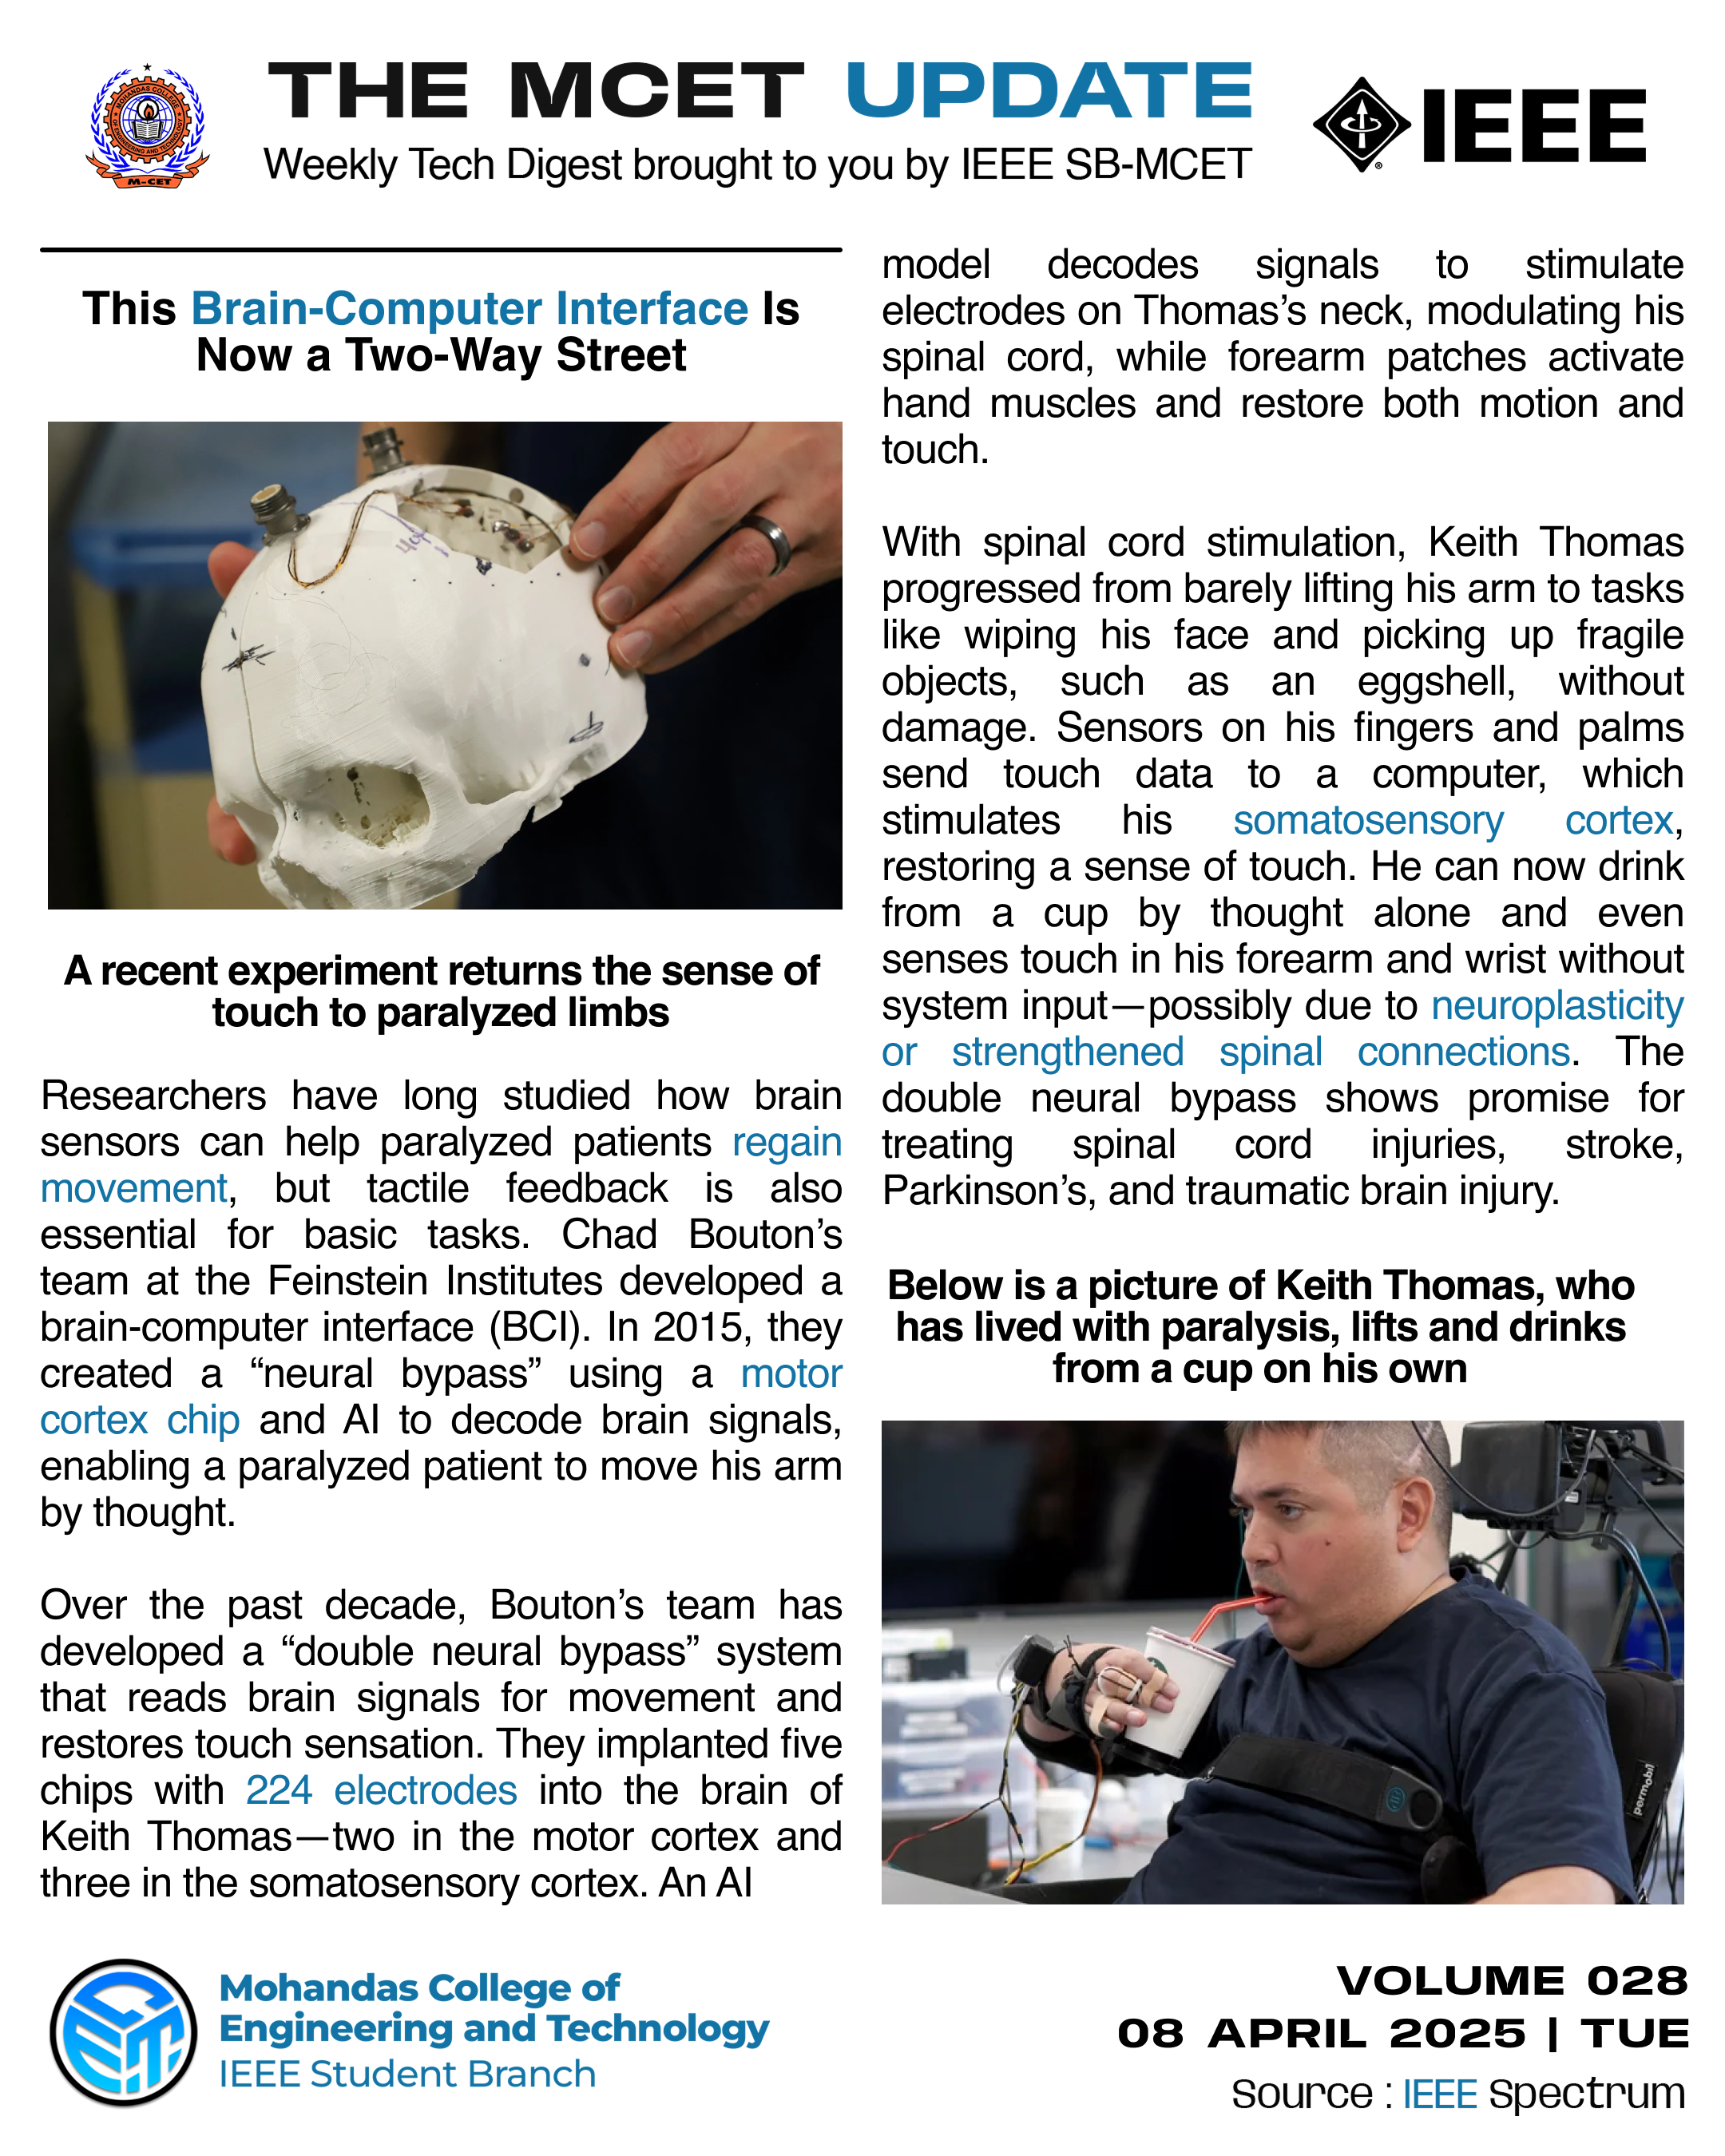 THE MCET UPDATE
Weekly Tech Digest brought to you by IEEE SB-MCET
MOHANDAS COLLEGE
OF ENGINEERING AND TECHNOLOGY
M-CET
IEEE
This Brain-Computer Interface Is
Now a Two-Way Street
A recent experiment returns the sense of
touch to paralyzed limbs
Researchers have long studied how brain
sensors can help paralyzed patients regain
movement, but tactile feedback is also
essential for basic tasks. Chad Bouton’s
team at the Feinstein Institutes developed a
brain-computer interface (BCI). In 2015, they
created a “neural bypass” using a motor
cortex chip and AI to decode brain signals,
enabling a paralyzed patient to move his arm
by thought.
Over the past decade, Bouton’s team has
developed a “double neural bypass” system
that reads brain signals for movement and
restores touch sensation. They implanted five
chips with 224 electrodes into the brain of
Keith Thomas—two in the motor cortex and
three in the somatosensory cortex. An AI
model decodes signals to stimulate
electrodes on Thomas’s neck, modulating his
spinal cord, while forearm patches activate
hand muscles and restore both motion and
touch.
With spinal cord stimulation, Keith Thomas
progressed from barely lifting his arm to tasks
like wiping his face and picking up fragile
objects, such as an eggshell, without
damage. Sensors on his fingers and palms
send touch data to a computer, which
stimulates his somatosensory cortex,
restoring a sense of touch. He can now drink
from a cup by thought alone and even
senses touch in his forearm and wrist without
system input—possibly due to neuroplasticity
or strengthened spinal connections. The
double neural bypass shows promise for
treating spinal cord injuries, stroke,
Parkinson’s, and traumatic brain injury.
Below is a picture of Keith Thomas, who
has lived with paralysis, lifts and drinks
from a cup on his own
permobil
MCET
Mohandas College of
Engineering and Technology
IEEE Student Branch
VOLUME 028
08 APRIL 2025 | TUE
Source : IEEE Spectrum